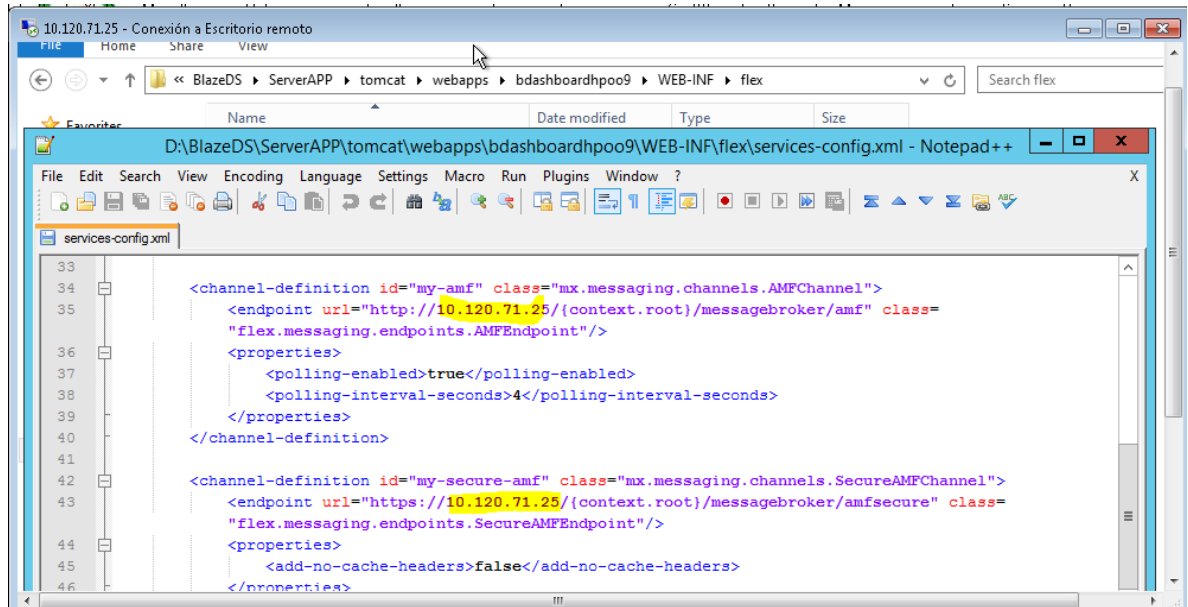 10.120.71.25 - Conexión a Escritorio remoto
File Home Share View
« BlazeDS ▸ ServerAPP ▸ tomcat ▸ webapps ▸ bdashboardhpoo9 ▸ WEB-INF ▸ flex
Search flex
Favorites Name Date modified Type Size
D:\BlazeDS\ServerAPP\tomcat\webapps\bdashboardhpoo9\WEB-INF\flex\services-config.xml - Notepad++
File Edit Search View Encoding Language Settings Macro Run Plugins Window ? X
services-config.xml
33
34 <channel-definition id="my-amf" class="mx.messaging.channels.AMFChannel">
35 <endpoint url="http://10.120.71.25/{context.root}/messagebroker/amf" class=
"flex.messaging.endpoints.AMFEndpoint"/>
36 <properties>
37 <polling-enabled>true</polling-enabled>
38 <polling-interval-seconds>4</polling-interval-seconds>
39 </properties>
40 </channel-definition>
41
42 <channel-definition id="my-secure-amf" class="mx.messaging.channels.SecureAMFChannel">
43 <endpoint url="https://10.120.71.25/{context.root}/messagebroker/amfsecure" class=
"flex.messaging.endpoints.SecureAMFEndpoint"/>
44 <properties>
45 <add-no-cache-headers>false</add-no-cache-headers>
46 </properties>